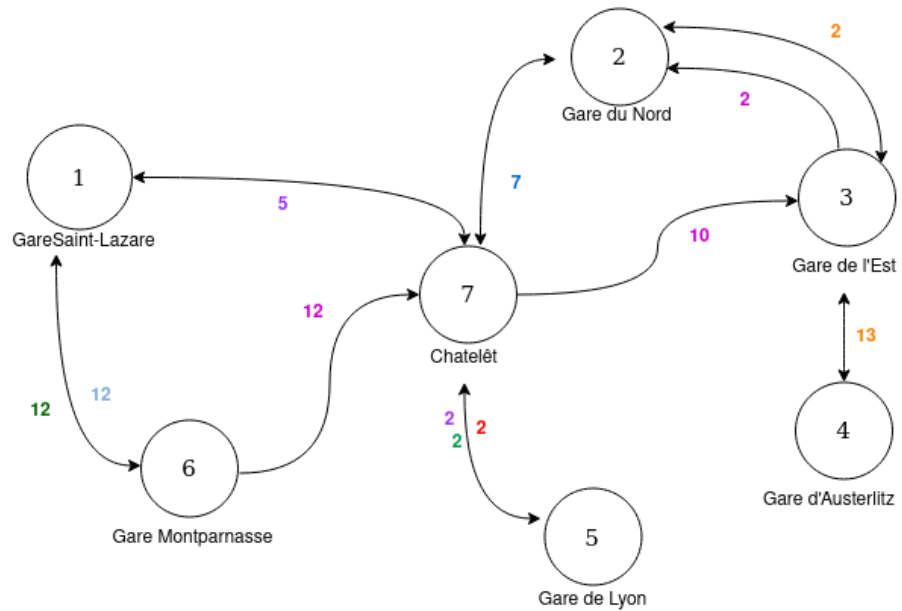 2
2
Gare du Nord
2
1
7
3
5
GareSaint-Lazare
10
Gare de l'Est
7
12
Chatelêt
13
12
12
2
2
2
4
6
Gare d'Austerlitz
Gare Montparnasse
5
Gare de Lyon